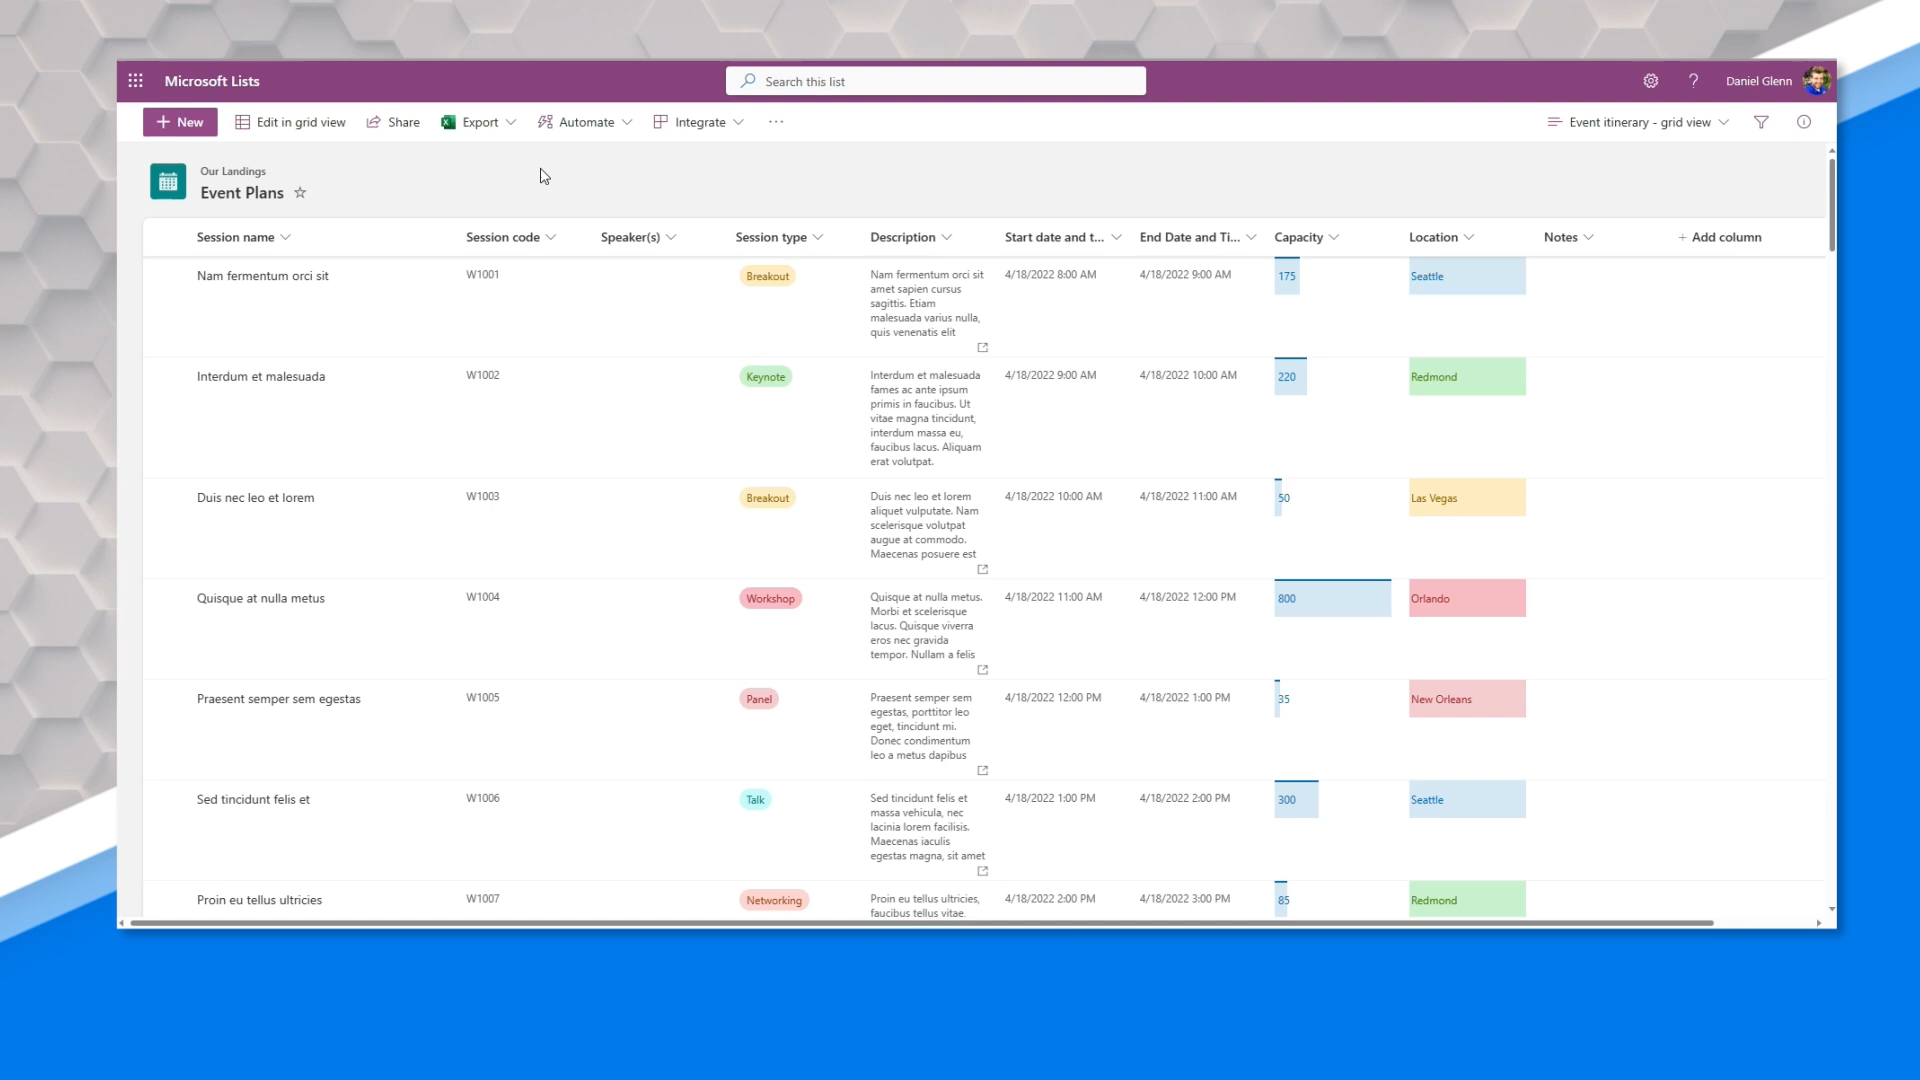 Microsoft Lists
Search this list
Daniel Glenn
New
Edit in grid view
Share
Export
Automate
Integrate
Event itinerary - grid view
Our Landings
Event Plans
Session name
Session code
Speaker(s)
Session type
Description
Start date and t...
End Date and Ti...
Capacity
Location
Notes
+ Add column
Nam fermentum orci sit
W1001
Breakout
Nam fermentum orci sit
amet sapien cursus
sagittis. Etiam
malesuada varius nulla,
quis venenatis elit
4/18/2022 8:00 AM
4/18/2022 9:00 AM
175
Seattle
Interdum et malesuada
W1002
Keynote
Interdum et malesuada
fames ac ante ipsum
primis in faucibus. Ut
vitae magna tincidunt,
interdum massa eu,
faucibus lacus. Aliquam
erat volutpat.
4/18/2022 9:00 AM
4/18/2022 10:00 AM
220
Redmond
Duis nec leo et lorem
W1003
Breakout
Duis nec leo et lorem
aliquet vulputate. Nam
scelerisque volutpat
augue at commodo.
Maecenas posuere est
4/18/2022 10:00 AM
4/18/2022 11:00 AM
50
Las Vegas
Quisque at nulla metus
W1004
Workshop
Quisque at nulla metus.
Morbi et scelerisque
lacus. Quisque viverra
eros nec gravida
tempor. Nullam a felis
4/18/2022 11:00 AM
4/18/2022 12:00 PM
800
Orlando
Praesent semper sem egestas
W1005
Panel
Praesent semper sem
egestas, porttitor leo
eget, tincidunt mi.
Donec condimentum
leo a metus dapibus
4/18/2022 12:00 PM
4/18/2022 1:00 PM
35
New Orleans
Sed tincidunt felis et
W1006
Talk
Sed tincidunt felis et
massa vehicula, nec
lacinia lorem facilisis.
Maecenas iaculis
egestas magna, sit amet
4/18/2022 1:00 PM
4/18/2022 2:00 PM
300
Seattle
Proin eu tellus ultricies
W1007
Networking
Proin eu tellus ultricies,
faucibus tellus vitae.
4/18/2022 2:00 PM
4/18/2022 3:00 PM
85
Redmond